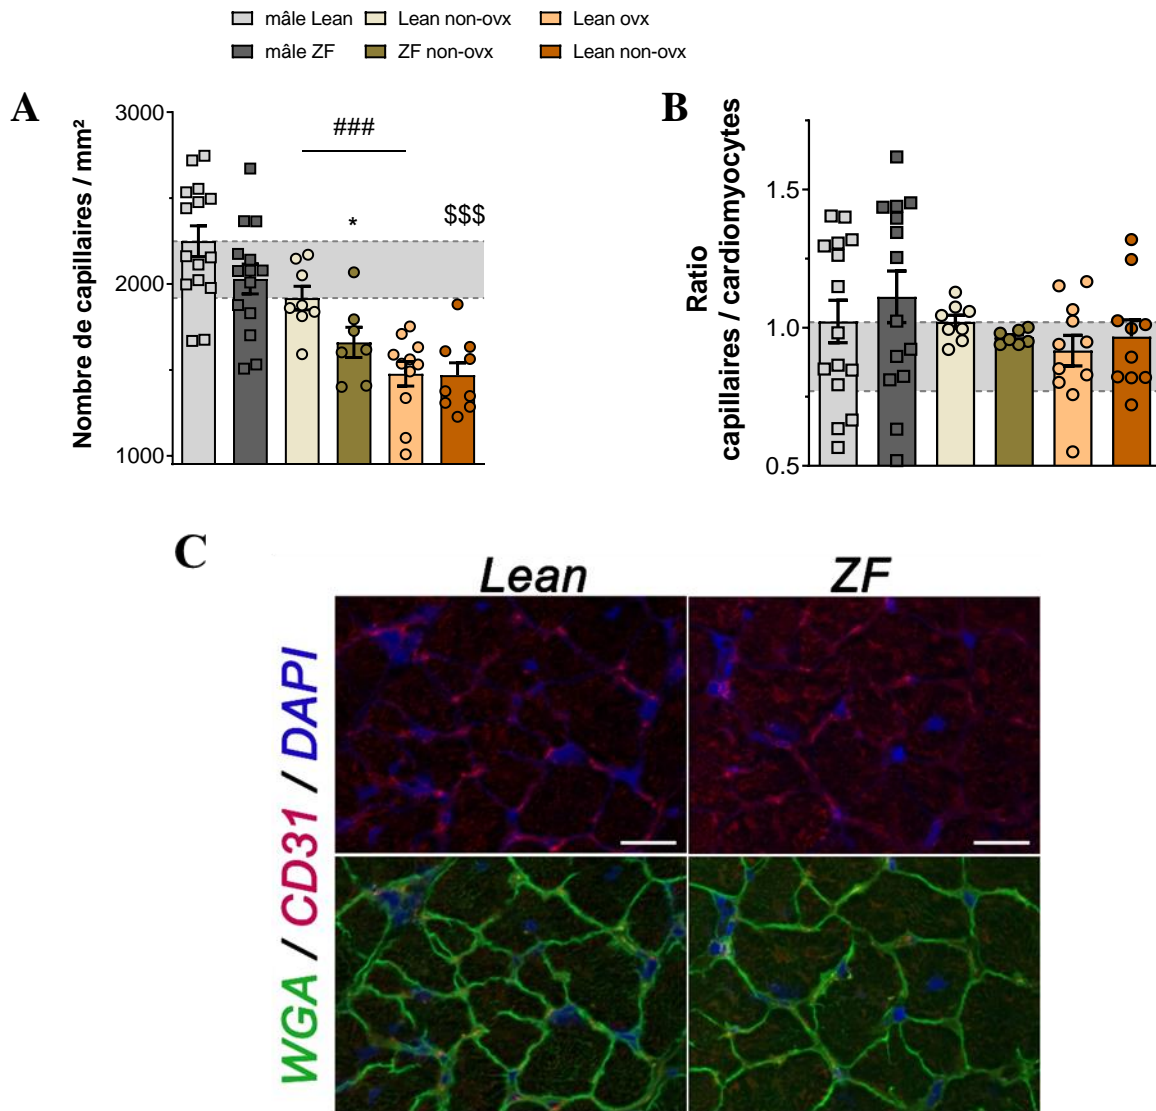 mâle Lean Lean non-ovx Lean ovx
mâle ZF ZF non-ovx Lean non-ovx
A
B
Nombre de capillaires / mm²
3000
2000
1000
###
*
$$$
Ratio
capillaires / cardiomyocytes
1.5
1.0
0.5
C
Lean ZF
WGA / CD31 / DAPI